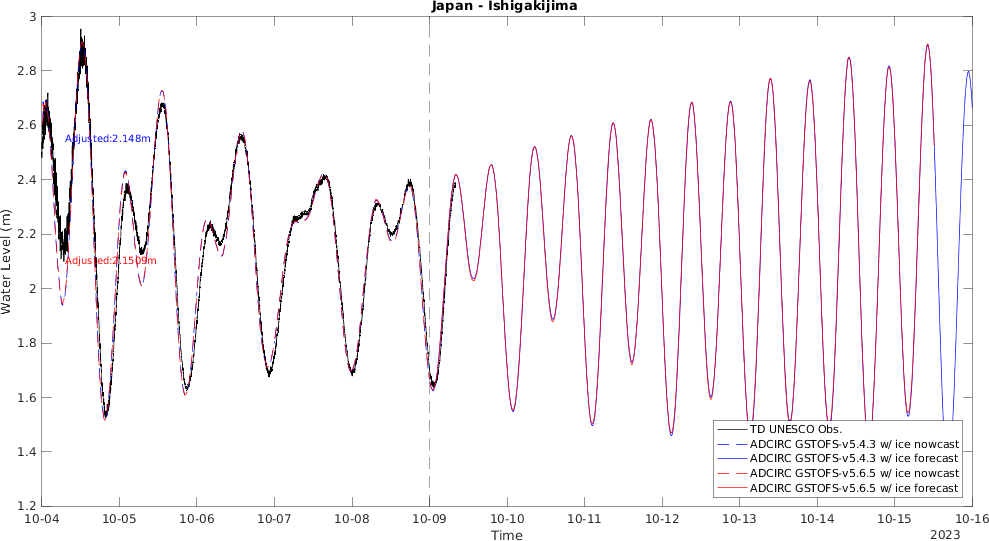 Japan - Ishigakijima
3
2.8
2.6
2.4
2.2
2
1.8
1.6
1.4
1.2
Water Level (m)
Adjusted:2.148m
Adjusted:2.1509m
TD UNESCO Obs.
ADCIRC GSTOFS-v5.4.3 w/ ice nowcast
ADCIRC GSTOFS-v5.4.3 w/ ice forecast
ADCIRC GSTOFS-v5.6.5 w/ ice nowcast
ADCIRC GSTOFS-v5.6.5 w/ ice forecast
10-04 10-05 10-06 10-07 10-08 10-09 10-10 10-11 10-12 10-13 10-14 10-15 10-16
Time
2023